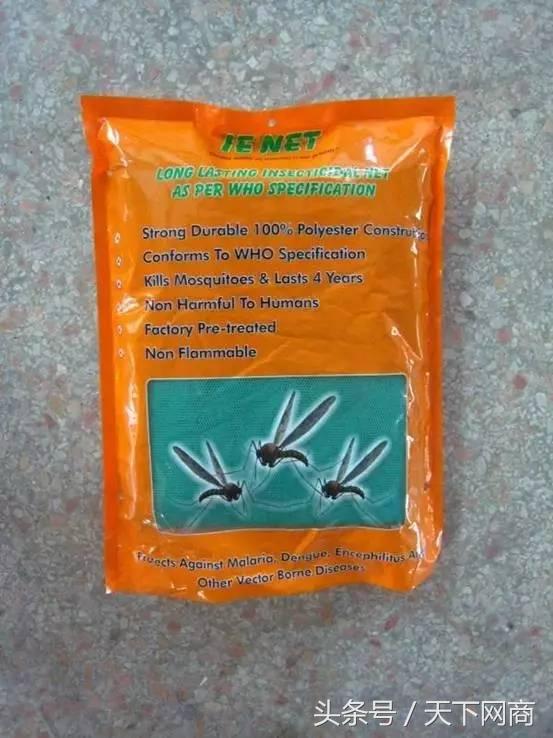 NET
LONG LASTING INSECTICIDAL NET
AS PER WHO SPECIFICATION
Strong Durable 100% Polyester
Conforms To WHO Specification
Kills Mosquitoes & Lasts 4 Years
Non Harmful To Humans
Factory Pre-treated
Non Flammable
Against Malaria, Dengue, Encephilitus
Other Vector Borne Diseases
头条号 / 天下网商